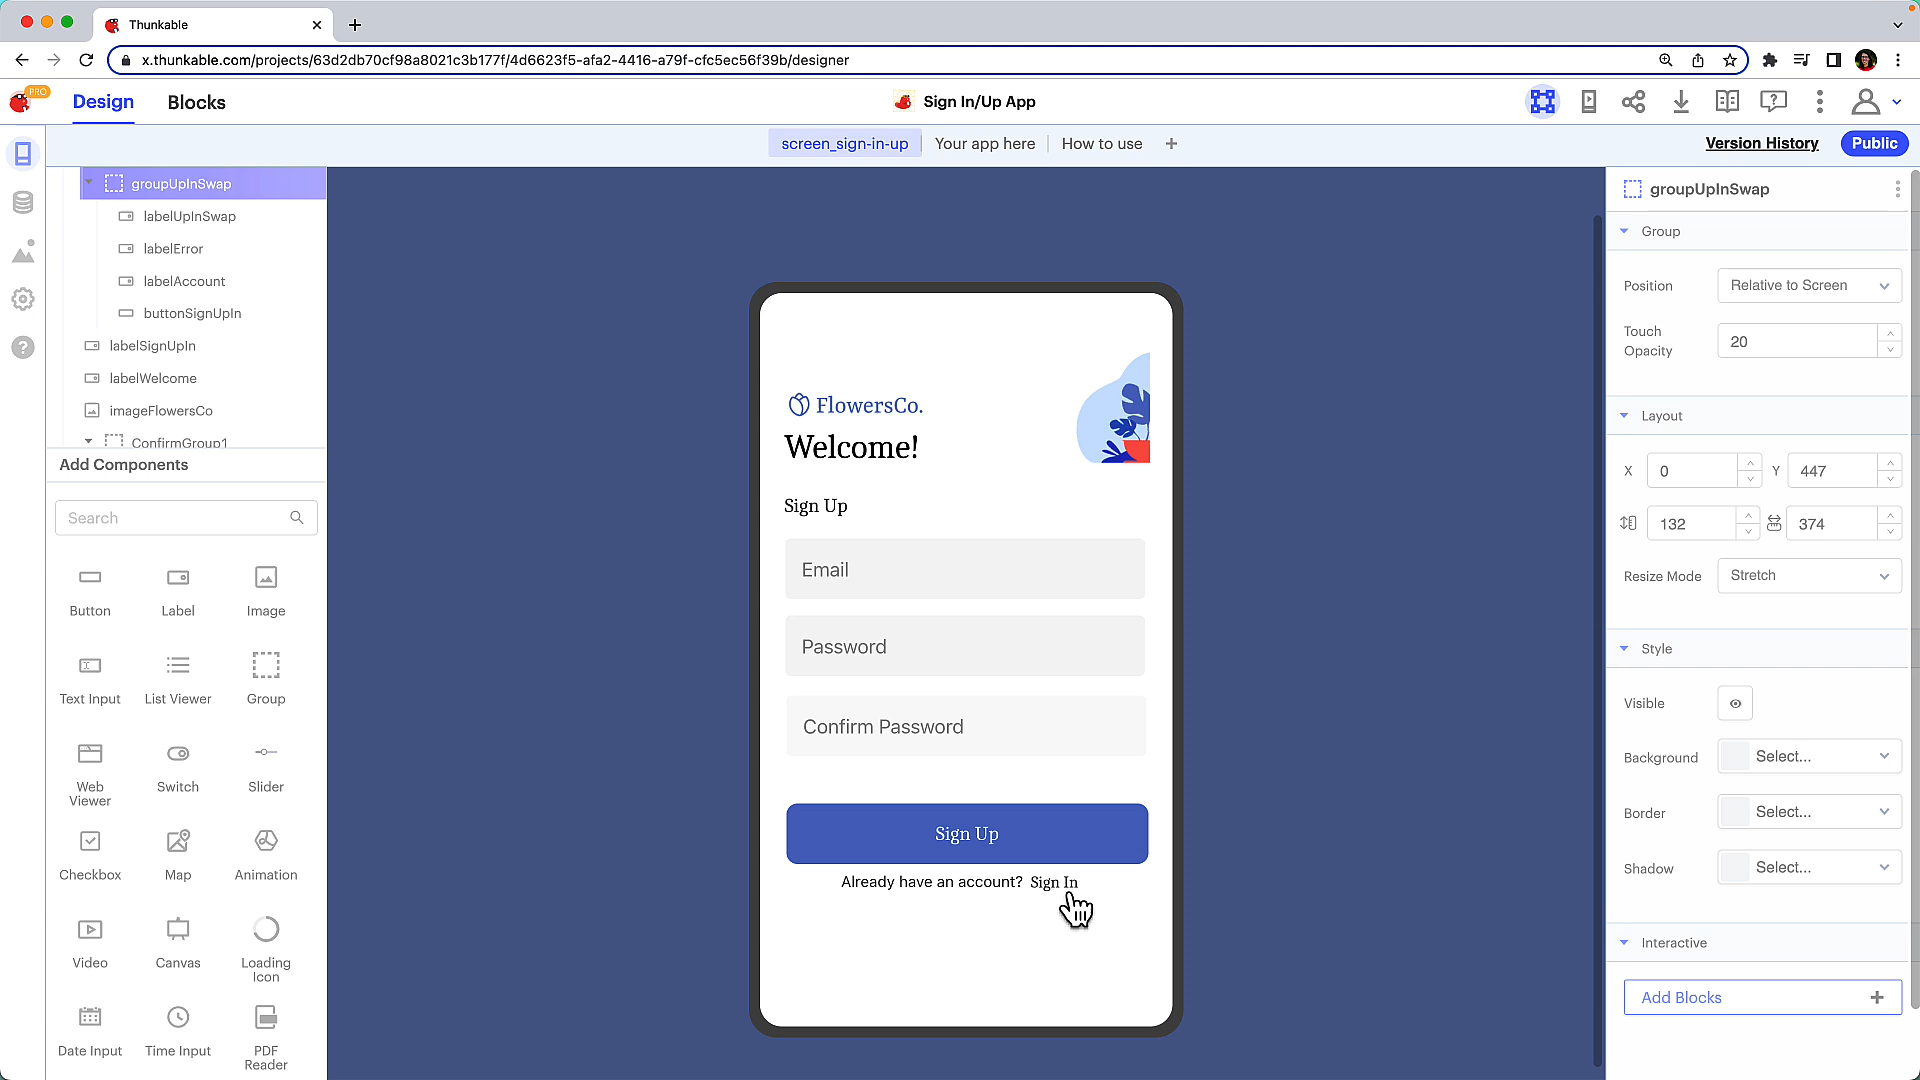 Thunkable
x.thunkable.com/projects/63d2db70cf98a8021c3b177f/4d6623f5-afa2-4416-a79f-cfc5ec56f39b/designer
PRO
Design
Blocks
Sign In/Up App
screen_sign-in-up
Your app here
How to use
Version History
Public
groupUpInSwap
labelUpInSwap
labelError
labelAccount
buttonSignUpIn
labelSignUpIn
labelWelcome
imageFlowersCo
ConfirmGroup1
Add Components
Search
Button
Label
Image
Text Input
List Viewer
Group
Web
Viewer
Switch
Slider
Checkbox
Map
Animation
Video
Canvas
Loading
Icon
Date Input
Time Input
PDF
Reader
FlowersCo.
Welcome!
Sign Up
Email
Password
Confirm Password
Sign Up
Already have an account? Sign In
groupUpInSwap
Group
Position
Relative to Screen
Touch
Opacity
20
Layout
X
0
Y
447
132
374
Resize Mode
Stretch
Style
Visible
Background
Select...
Border
Select...
Shadow
Select...
Interactive
Add Blocks